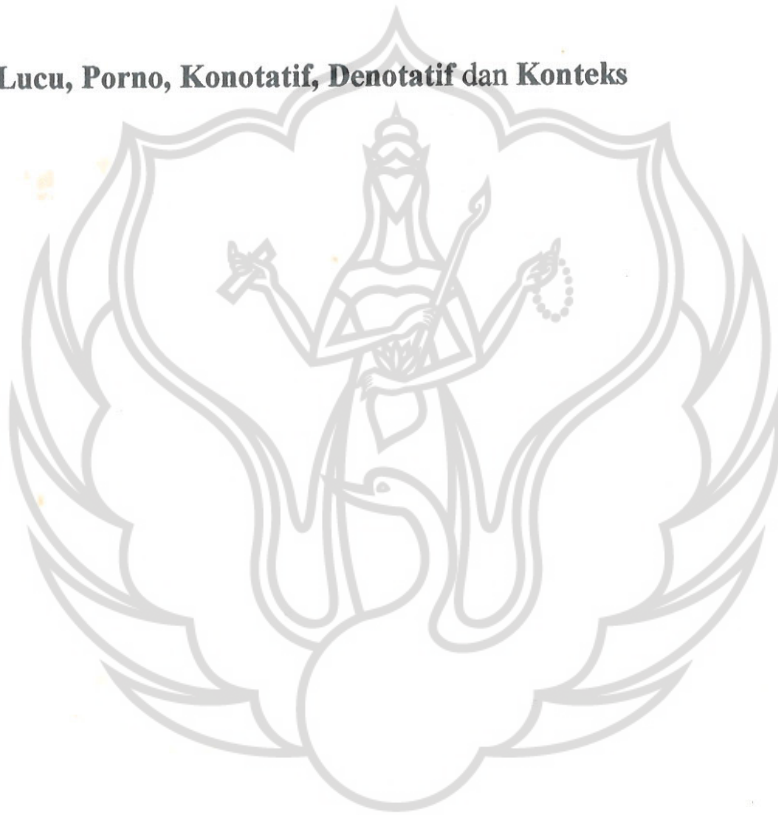 Lucu, Porno, Konotatif, Denotatif dan Konteks